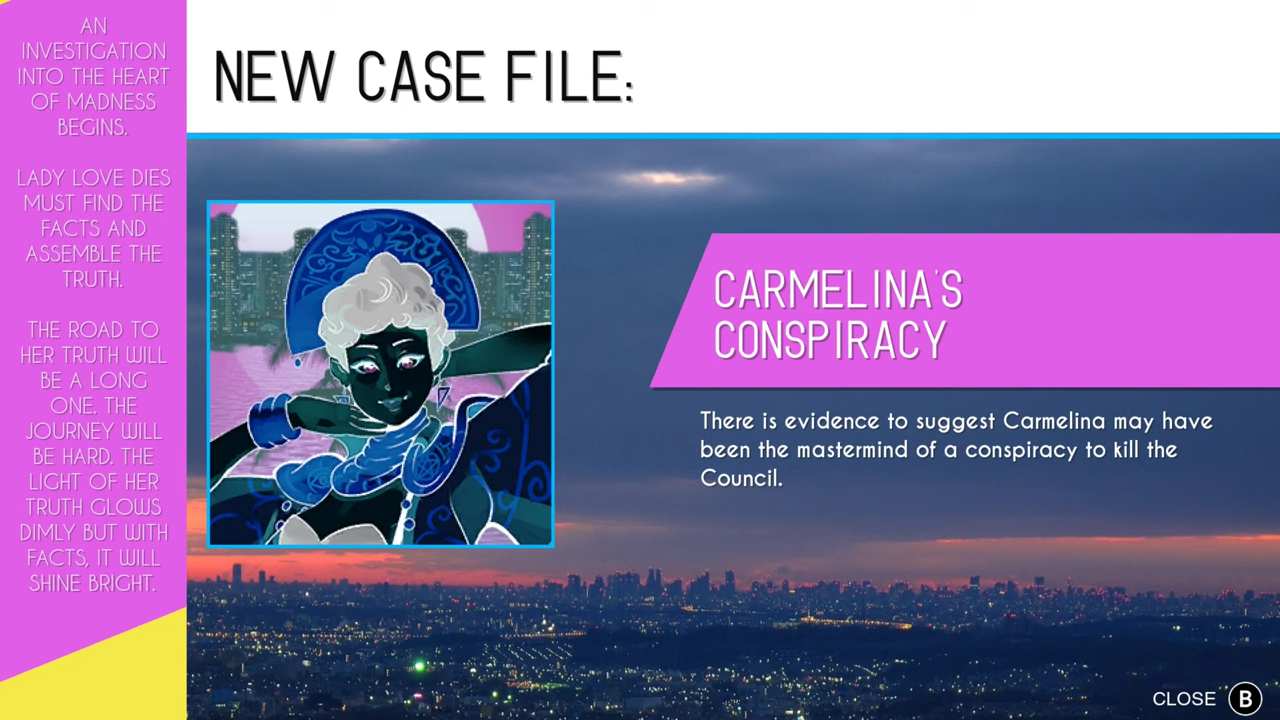 AN
INVESTIGATION
INTO THE HEART
OF MADNESS
BEGINS.
LADY LOVE DIES
MUST FIND THE
FACTS AND
ASSEMBLE THE
TRUTH.
THE ROAD TO
HER TRUTH WILL
BE A LONG
ONE. THE
JOURNEY WILL
BE HARD. THE
LIGHT OF HER
TRUTH GLOWS
DIMLY BUT WITH
FACTS, IT WILL
SHINE BRIGHT.
NEW CASE FILE:
CARMELINA'S
CONSPIRACY
There is evidence to suggest Carmelina may have
been the mastermind of a conspiracy to kill the
Council.
CLOSE B